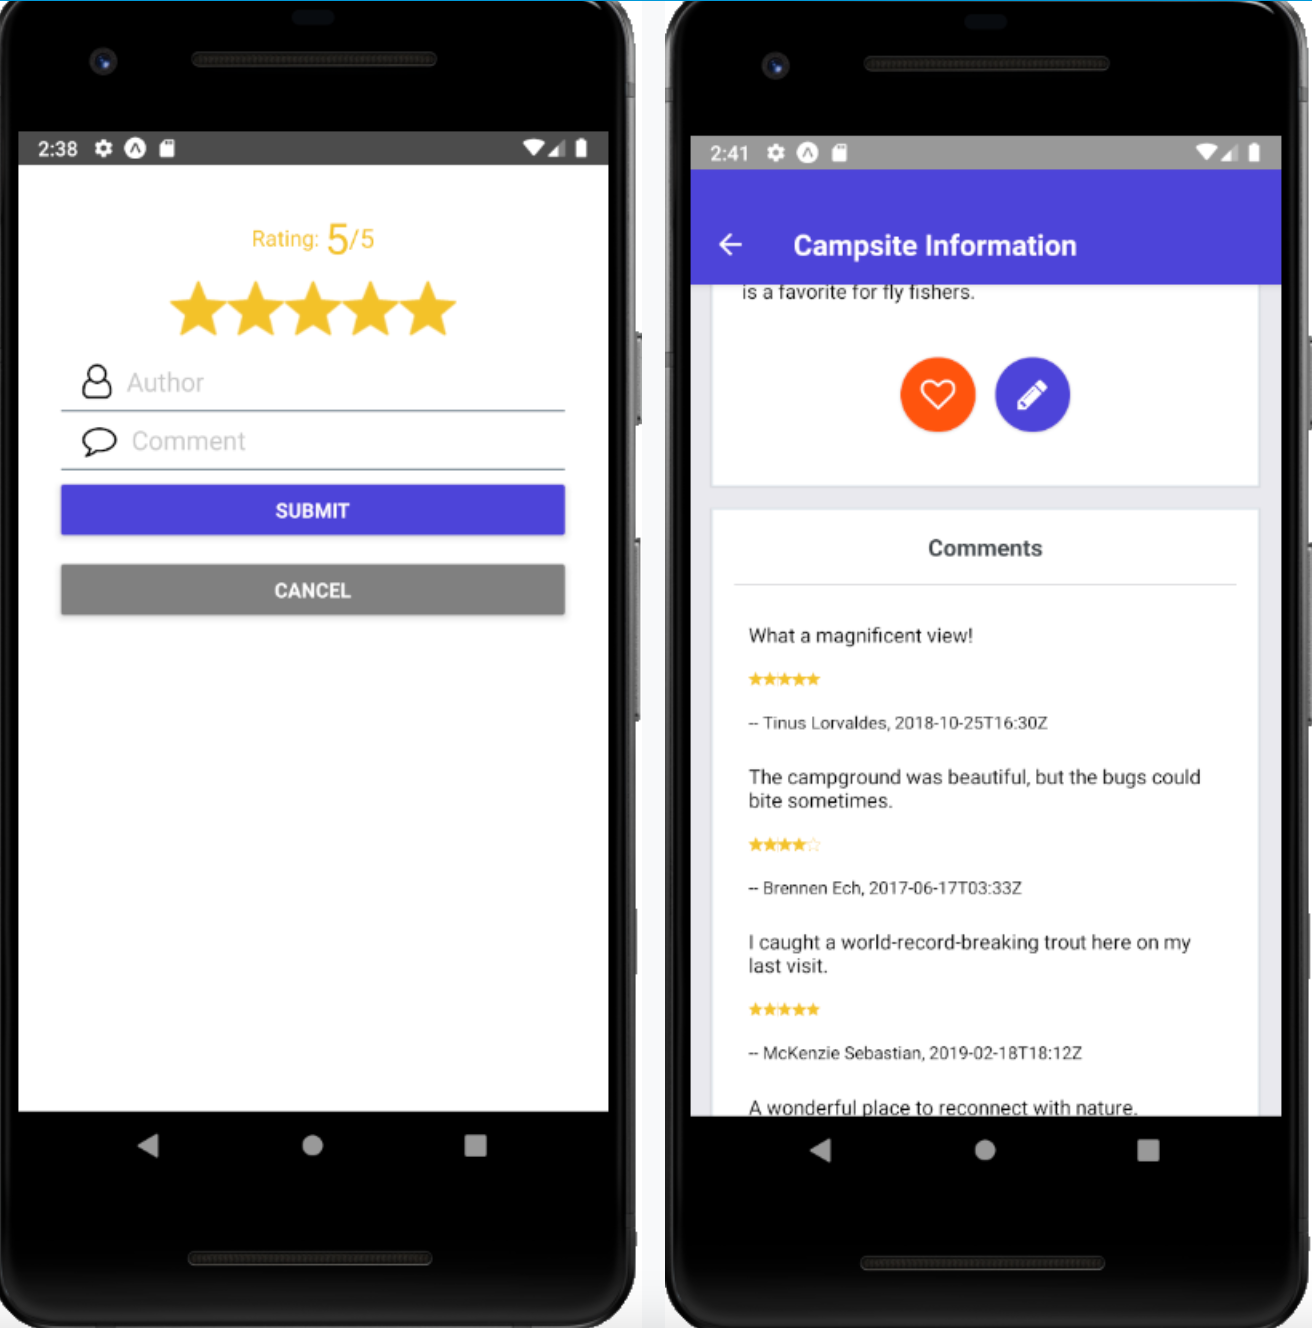 2:38
Rating: 5/5
Author
Comment
SUBMIT
CANCEL
2:41
Campsite Information
is a favorite for fly fishers.
Comments
What a magnificent view!
-- Tinus Lorvaldes, 2018-10-25T16:30Z
The campground was beautiful, but the bugs could
bite sometimes.
-- Brennen Ech, 2017-06-17T03:33Z
I caught a world-record-breaking trout here on my
last visit.
-- McKenzie Sebastian, 2019-02-18T18:12Z
A wonderful place to reconnect with nature.